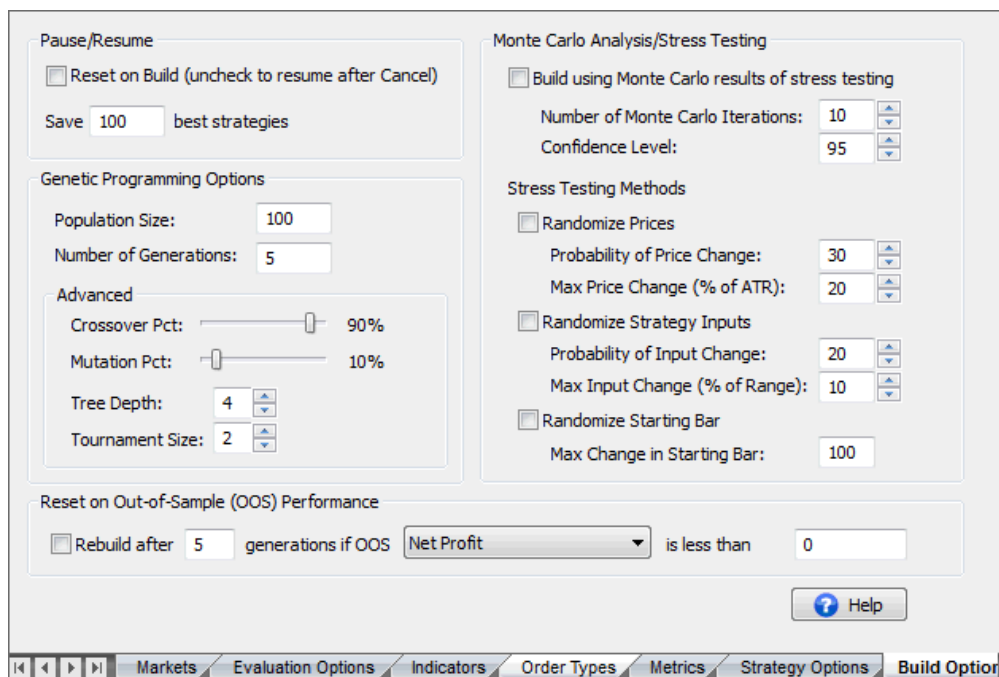 Pause/Resume
Reset on Build (uncheck to resume after Cancel)
Save 100 best strategies
Genetic Programming Options
Population Size: 100
Number of Generations: 5
Advanced
Crossover Pct: 90%
Mutation Pct: 10%
Tree Depth: 4
Tournament Size: 2
Monte Carlo Analysis/Stress Testing
Build using Monte Carlo results of stress testing
Number of Monte Carlo Iterations: 10
Confidence Level: 95
Stress Testing Methods
Randomize Prices
Probability of Price Change: 30
Max Price Change (% of ATR): 20
Randomize Strategy Inputs
Probability of Input Change: 20
Max Input Change (% of Range): 10
Randomize Starting Bar
Max Change in Starting Bar: 100
Reset on Out-of-Sample (OOS) Performance
Rebuild after 5 generations if OOS Net Profit is less than 0
Help
Markets Evaluation Options Indicators Order Types Metrics Strategy Options Build Option